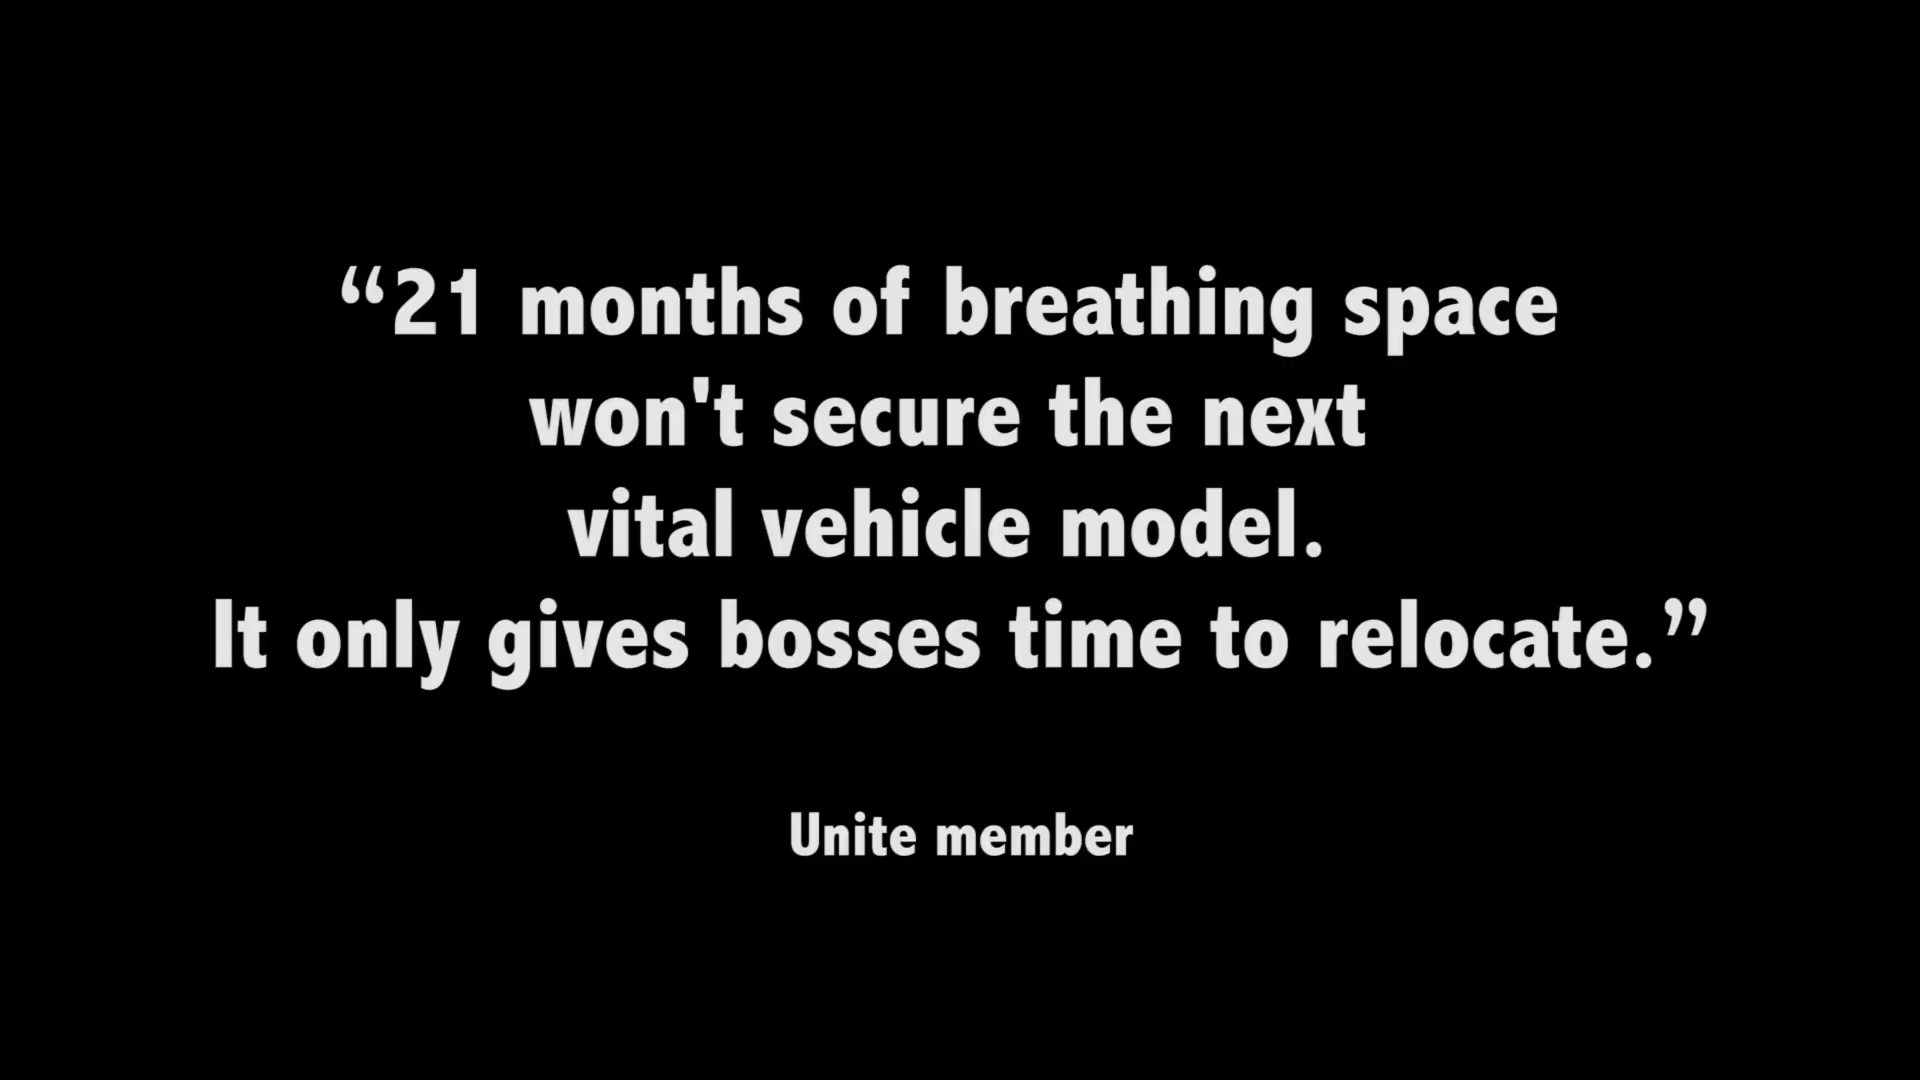 “21 months of breathing space
won't secure the next
vital vehicle model.
It only gives bosses time to relocate.”
Unite member